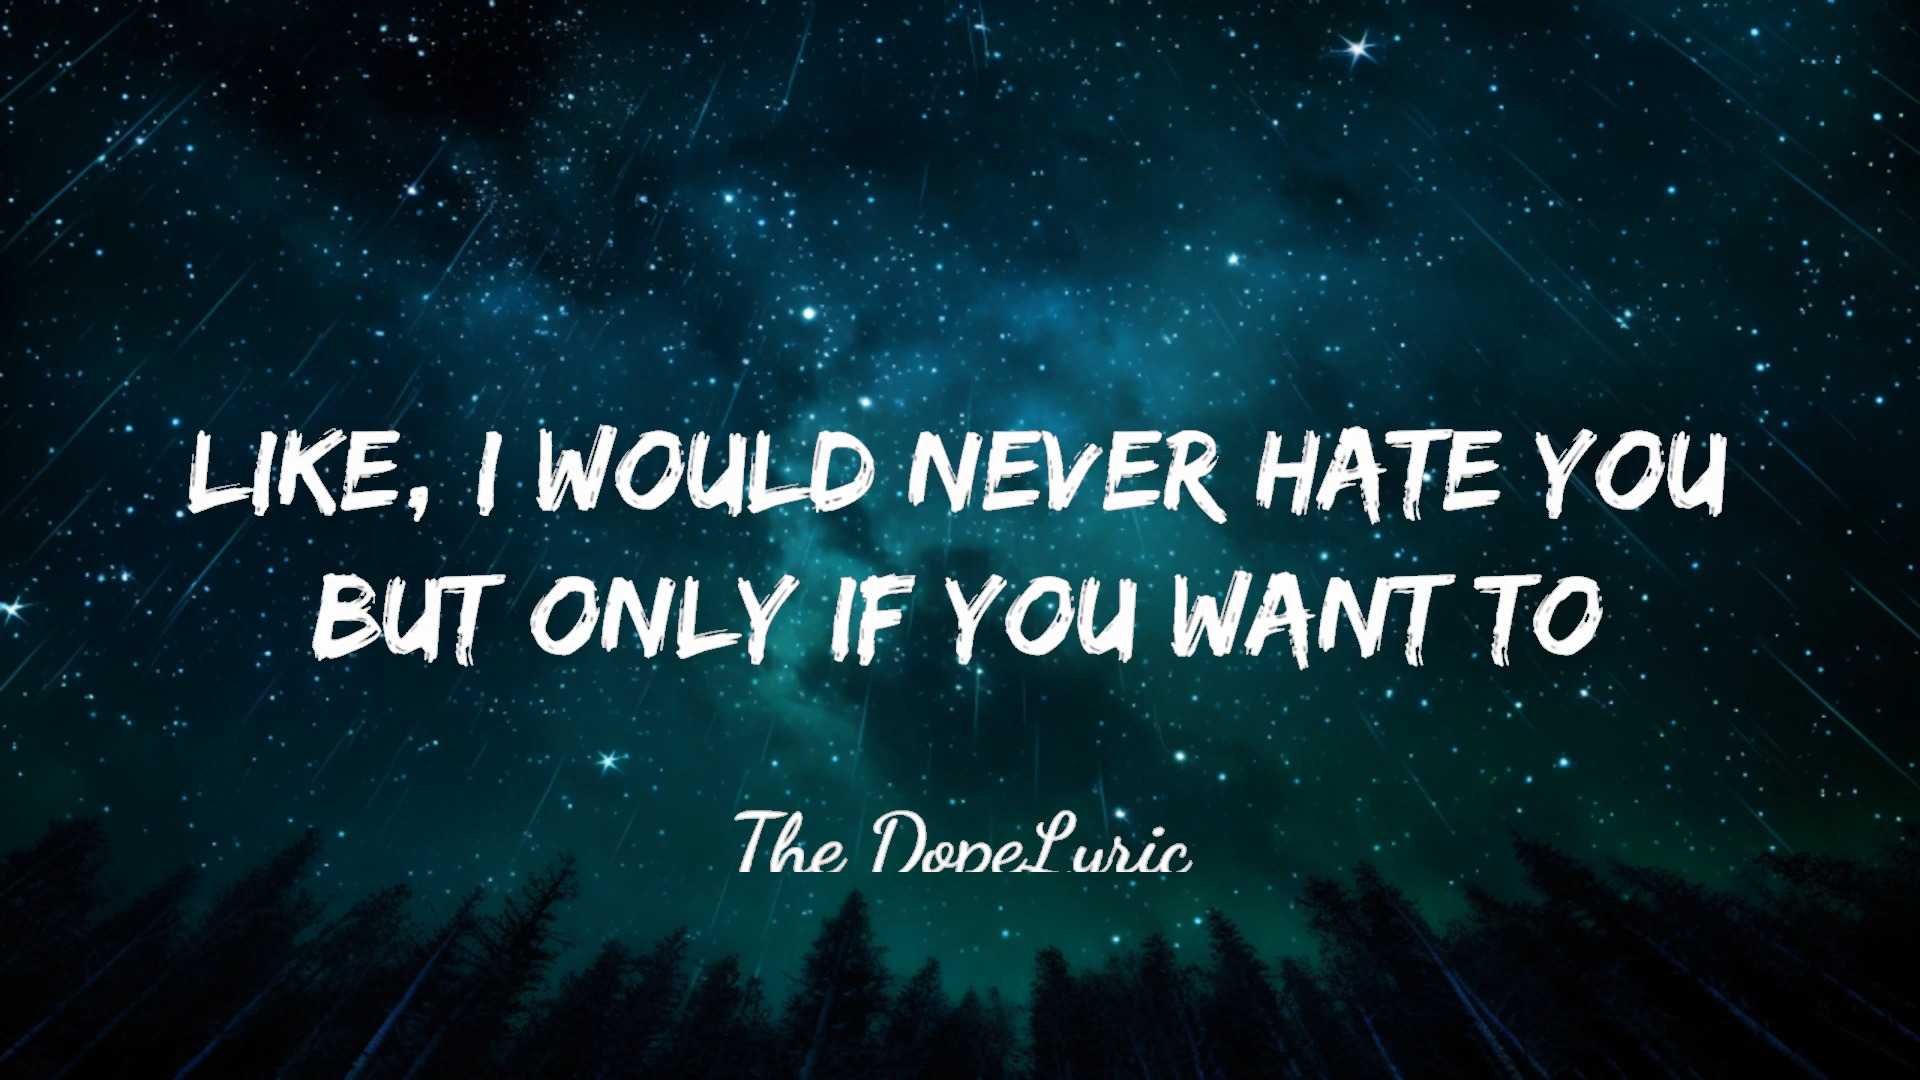 LIKE, I WOULD NEVER HATE YOU
BUT ONLY IF YOU WANT TO
The DopeLyric